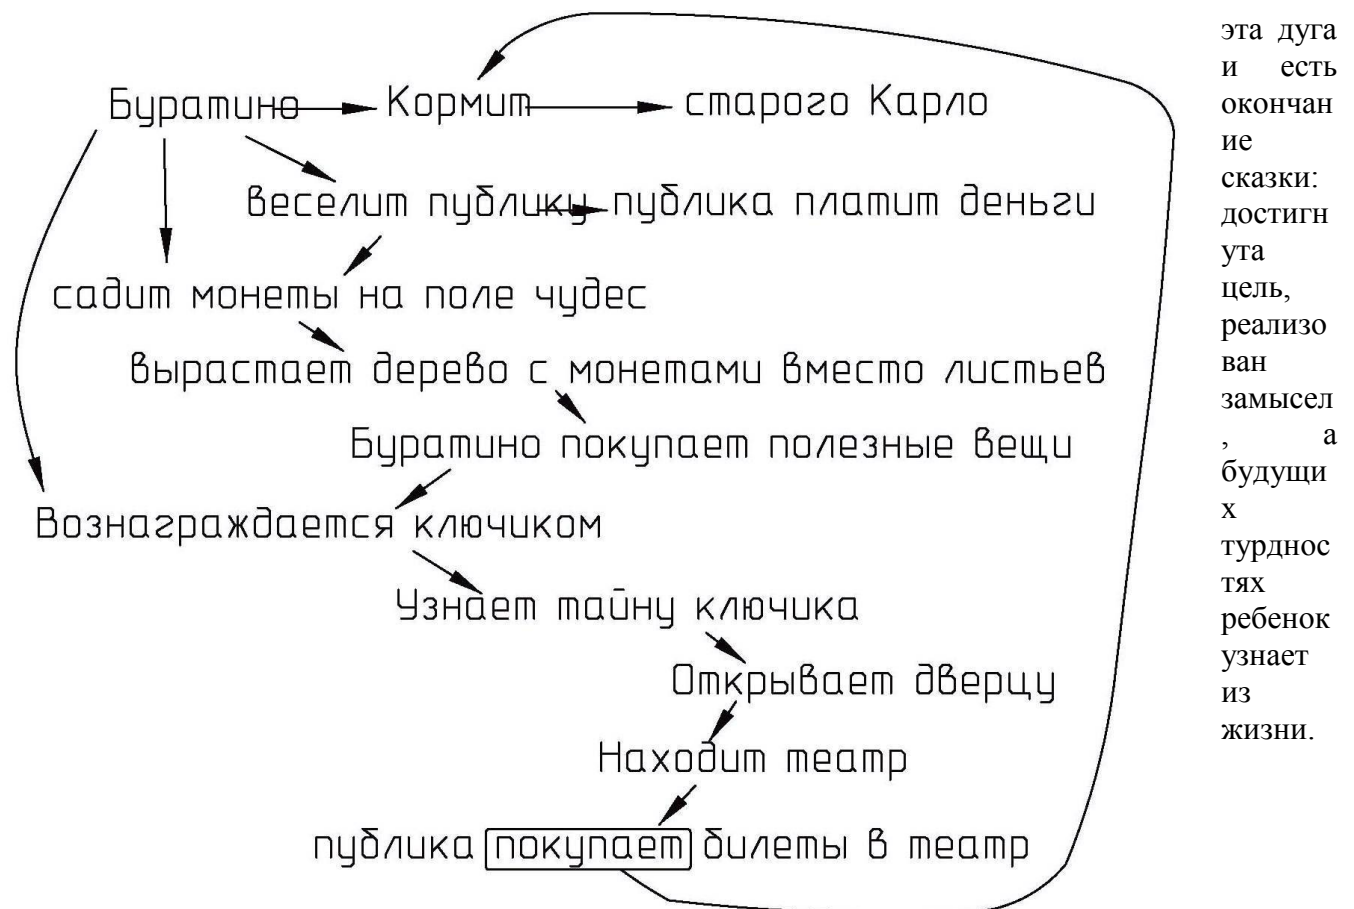 Буратино Кормит старого Карло
веселит публику публика платит деньги
садит монеты на поле чудес
вырастает дерево с монетами вместо листьев
Буратино покупает полезные вещи
Вознаграждается ключиком
Узнает тайну ключика
Открывает дверцу
Находит театр
публика покупает билеты в театр
эта дуга
и есть
окончан
ие
сказки:
достигн
ута
цель,
реализо
ван
замысел
, а
будущи
х
турднос
тях
ребенок
узнает
из
жизни.